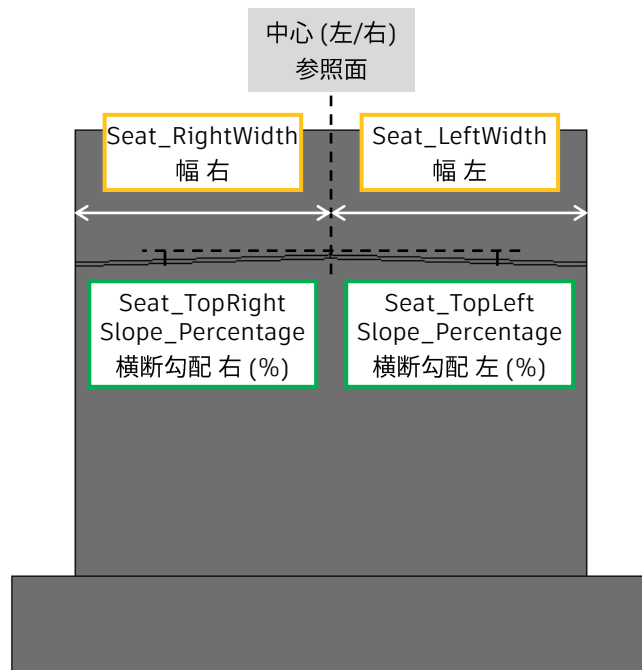 中心 (左/右)
参照面
Seat_RightWidth
幅 右
Seat_LeftWidth
幅 左
Seat_TopRight
Slope_Percentage
横断勾配 右 (%)
Seat_TopLeft
Slope_Percentage
横断勾配 左 (%)